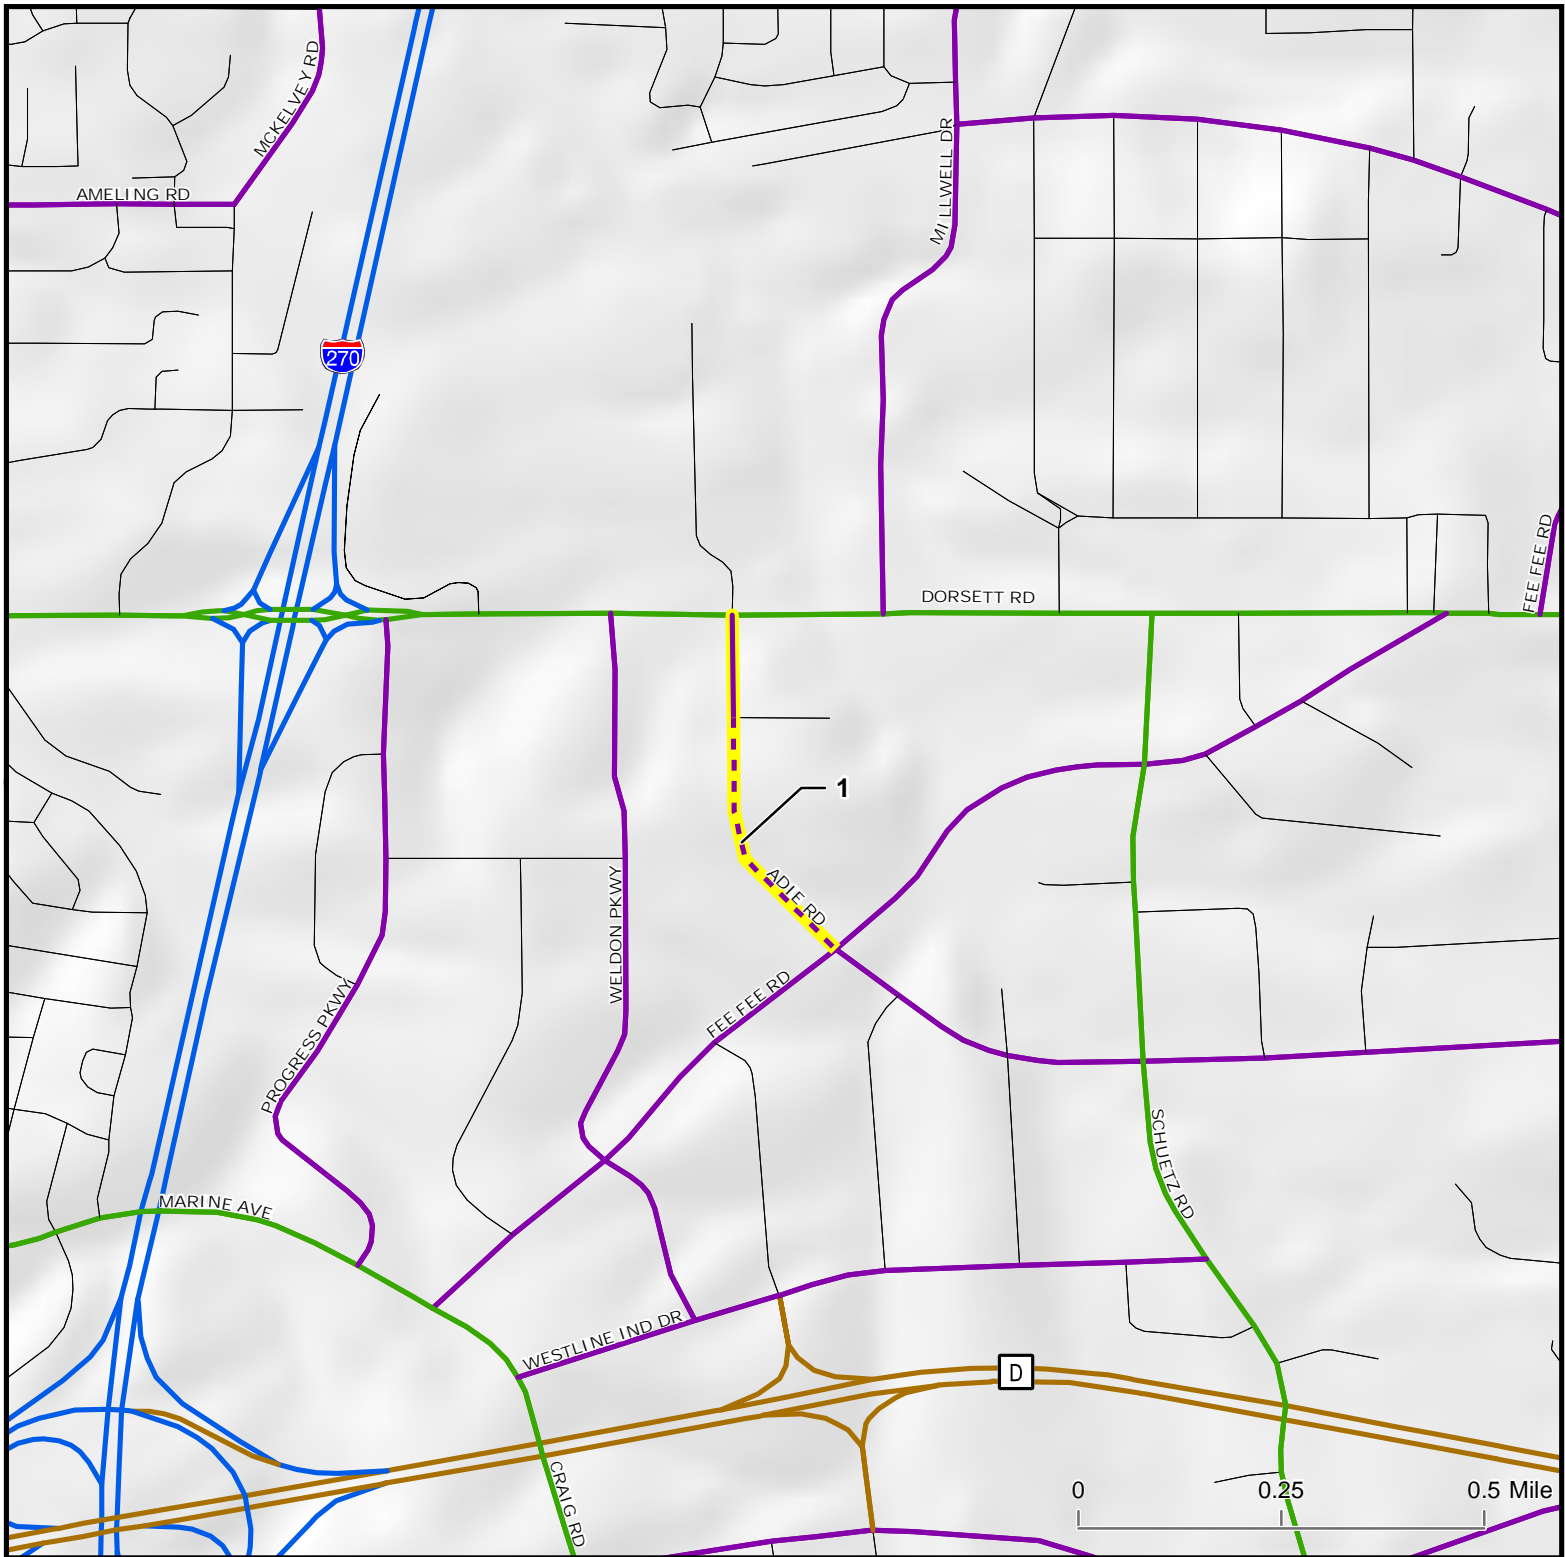 MCKELVEY RD
MILLWELL DR
AMELING RD
270
FEE FEE RD
DORSETT RD
1
WELDON PKWY
ADIE RD
FEE FEE RD
PROGRESS PKWY
SCHUETZ RD
MARINE AVE
WESTLINE IND DR
D
CRAIG RD
0 0.25 0.5 Mile